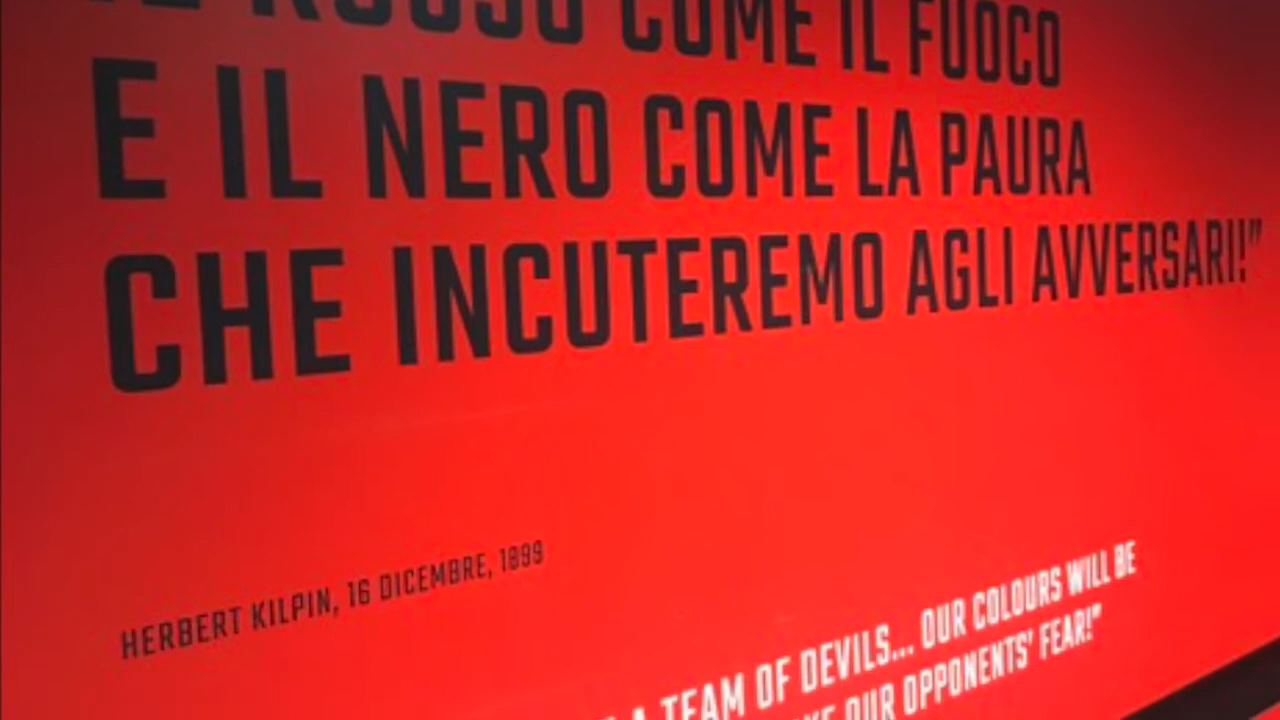 ROSSO COME IL FUOCO
E IL NERO COME LA PAURA
CHE INCUTEREMO AGLI AVVERSARI!”
HERBERT KILPIN, 16 DICEMBRE, 1899
A TEAM OF DEVILS... OUR COLOURS WILL BE
OUR OPPONENTS’ FEAR!”